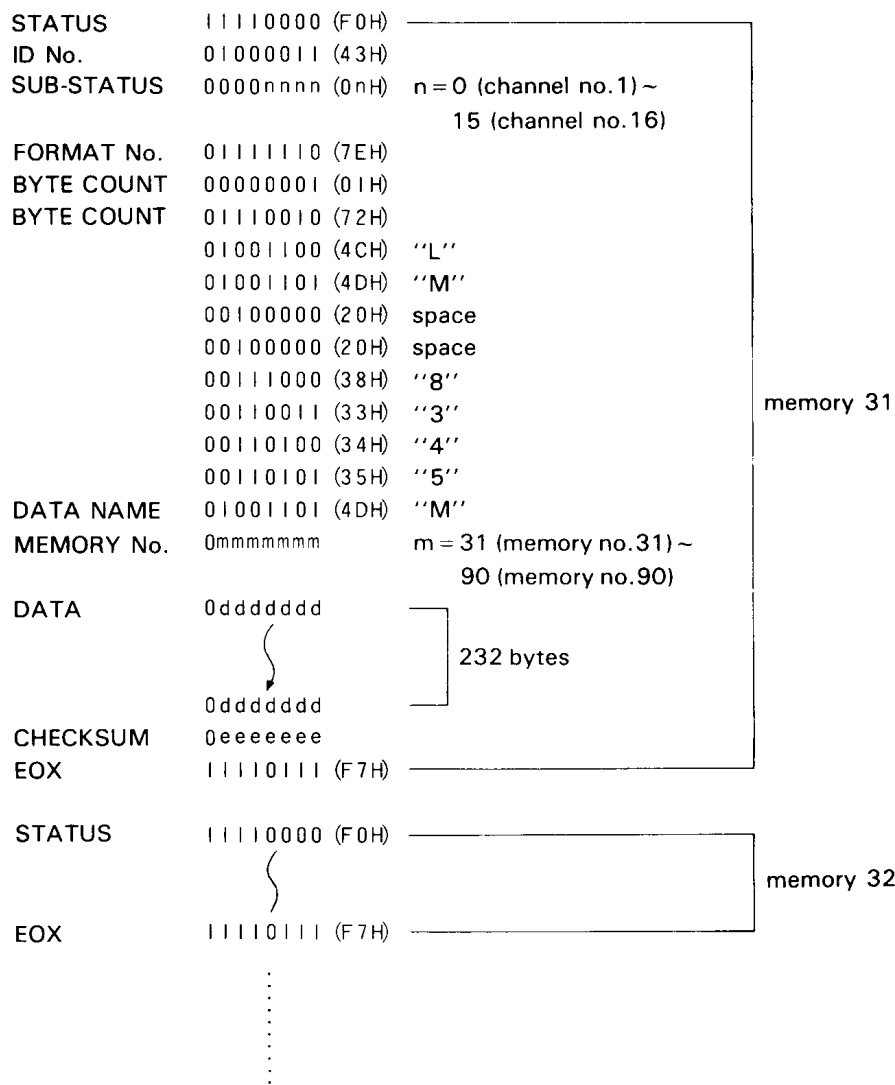 STATUS 11110000 (F0H)
ID No. 01000011 (43H)
SUB-STATUS 0000nnnn (0nH) n=0 (channel no.1)~
15 (channel no.16)
FORMAT No. 01111110 (7EH)
BYTE COUNT 00000001 (01H)
BYTE COUNT 01110010 (72H)
01001100 (4CH) ''L''
01001101 (4DH) ''M''
00100000 (20H) space
00100000 (20H) space
00111000 (38H) ''8''
00110011 (33H) ''3''
00110100 (34H) ''4''
00110101 (35H) ''5''
memory 31
DATA NAME 01001101 (4DH) ''M''
MEMORY No. 0mmmmmmm m=31 (memory no.31)~
90 (memory no.90)
DATA 0ddddddd
232 bytes
0ddddddd
CHECKSUM 0eeeeeee
EOX 11110111 (F7H)
STATUS 11110000 (F0H)
memory 32
EOX 11110111 (F7H)